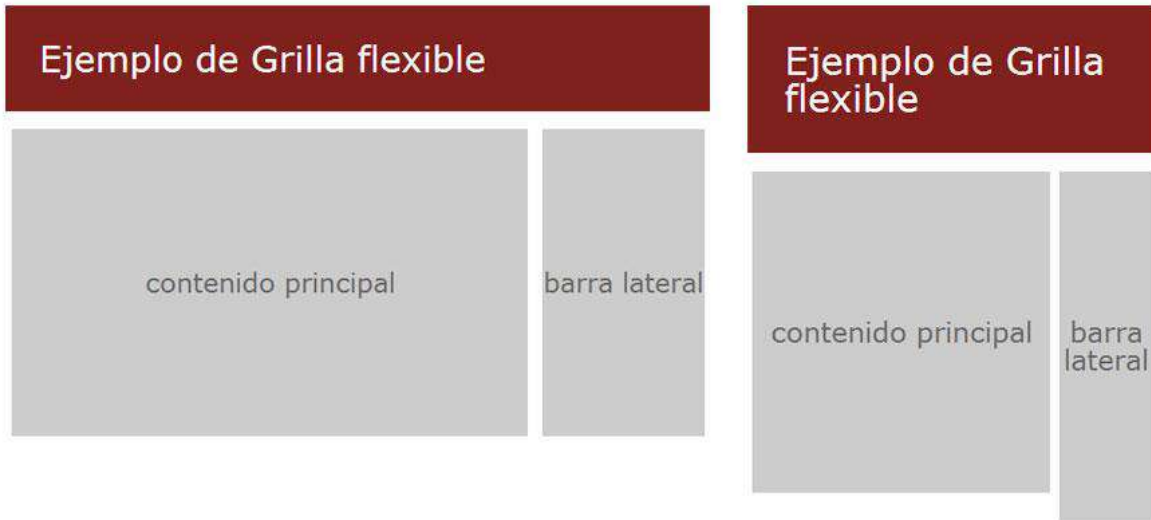 Ejemplo de Grilla flexible
contenido principal
barra lateral
Ejemplo de Grilla
flexible
contenido principal
barra
lateral